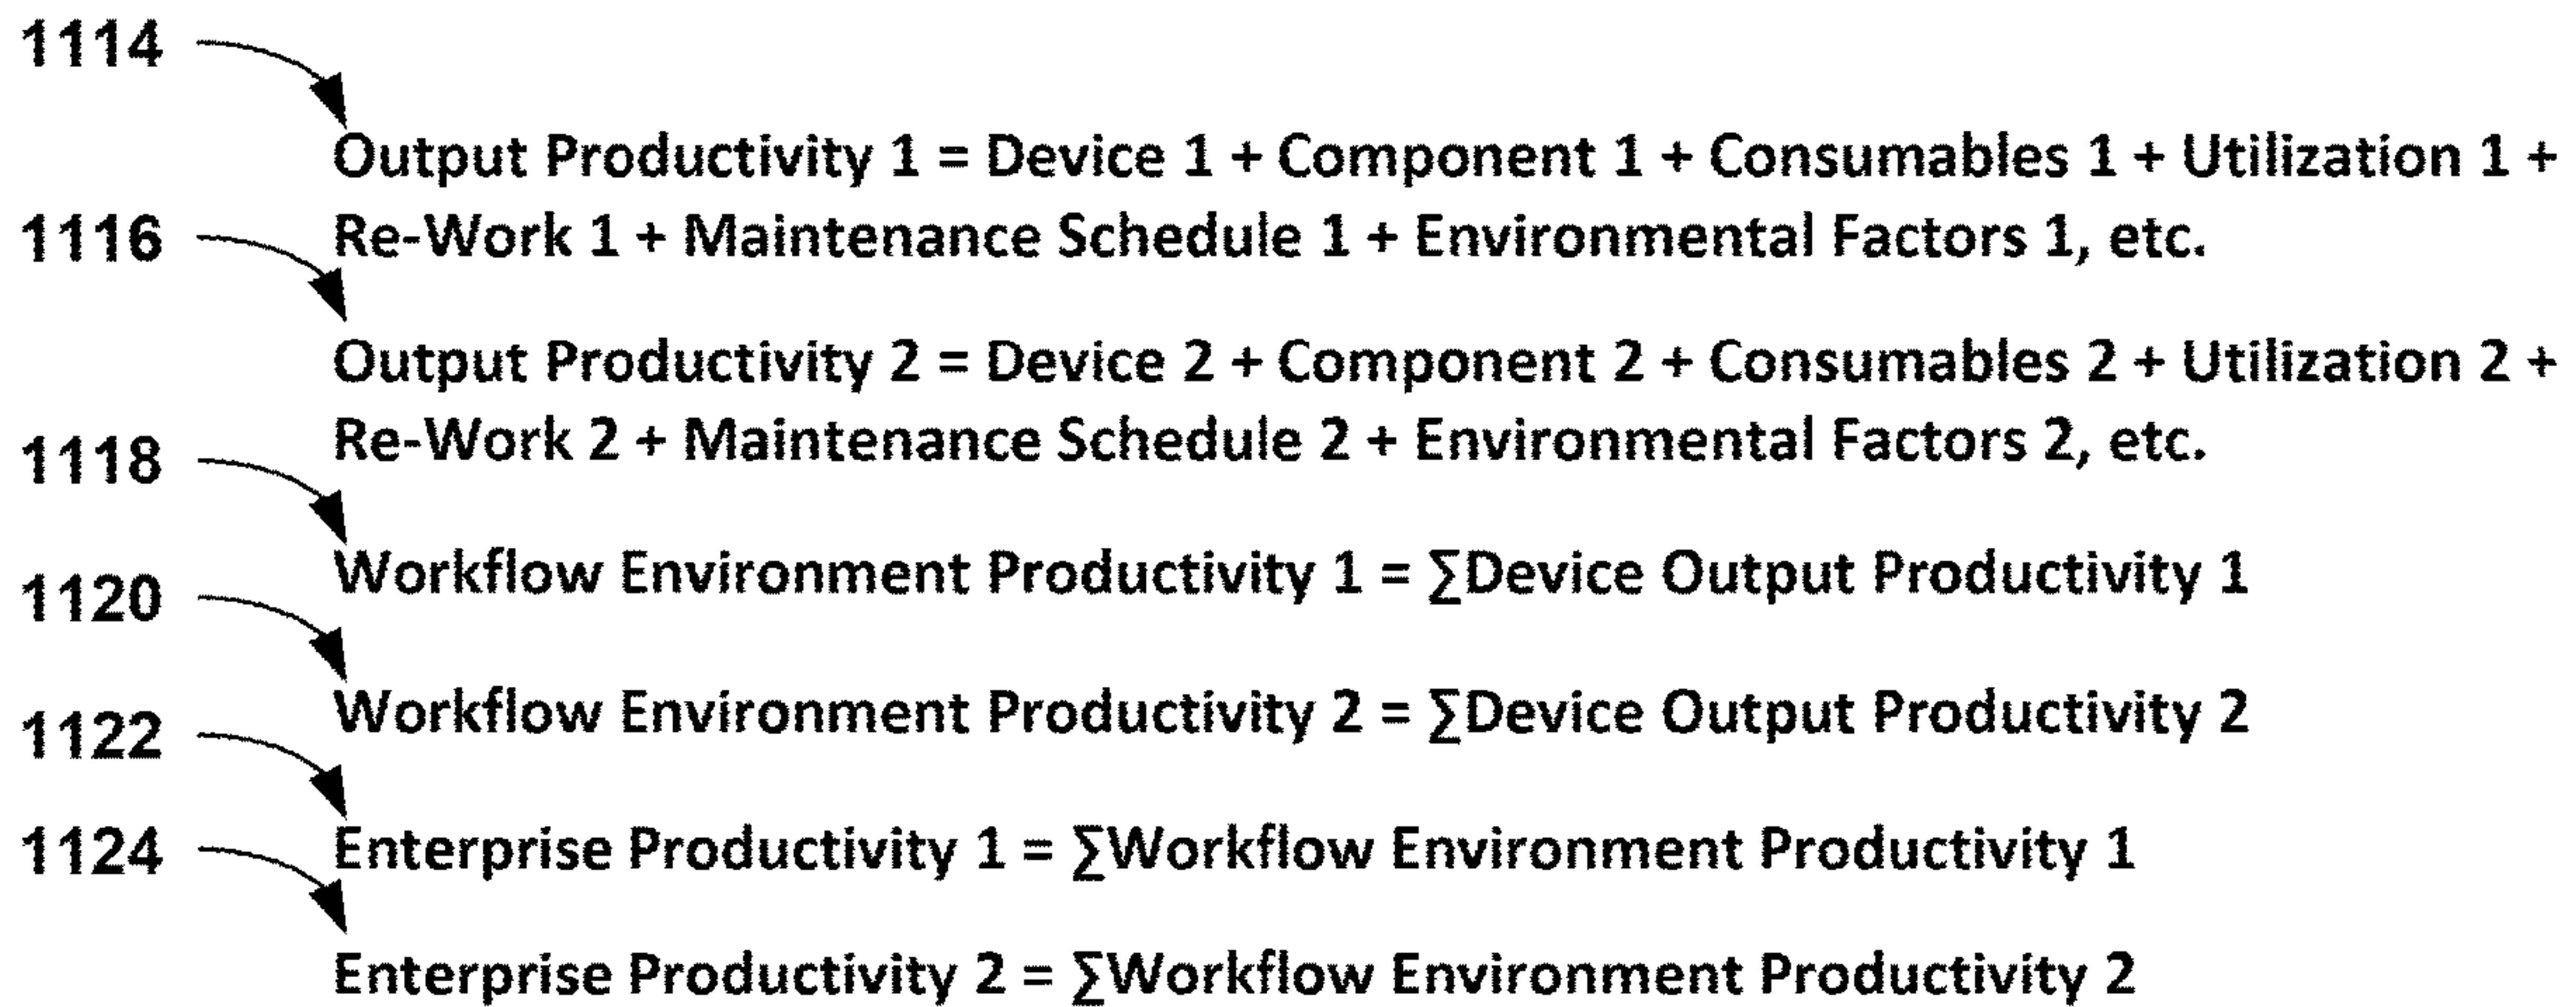 1114
Output Productivity 1 = Device 1 + Component 1 + Consumables 1 + Utilization 1 +
1116
Re-Work 1 + Maintenance Schedule 1 + Environmental Factors 1, etc.
Output Productivity 2 = Device 2 + Component 2 + Consumables 2 + Utilization 2 +
1118
Re-Work 2 + Maintenance Schedule 2 + Environmental Factors 2, etc.
Workflow Environment Productivity 1 = ∑Device Output Productivity 1
1120
Workflow Environment Productivity 2 = ∑Device Output Productivity 2
1122
Enterprise Productivity 1 = ∑Workflow Environment Productivity 1
1124
Enterprise Productivity 2 = ∑Workflow Environment Productivity 2